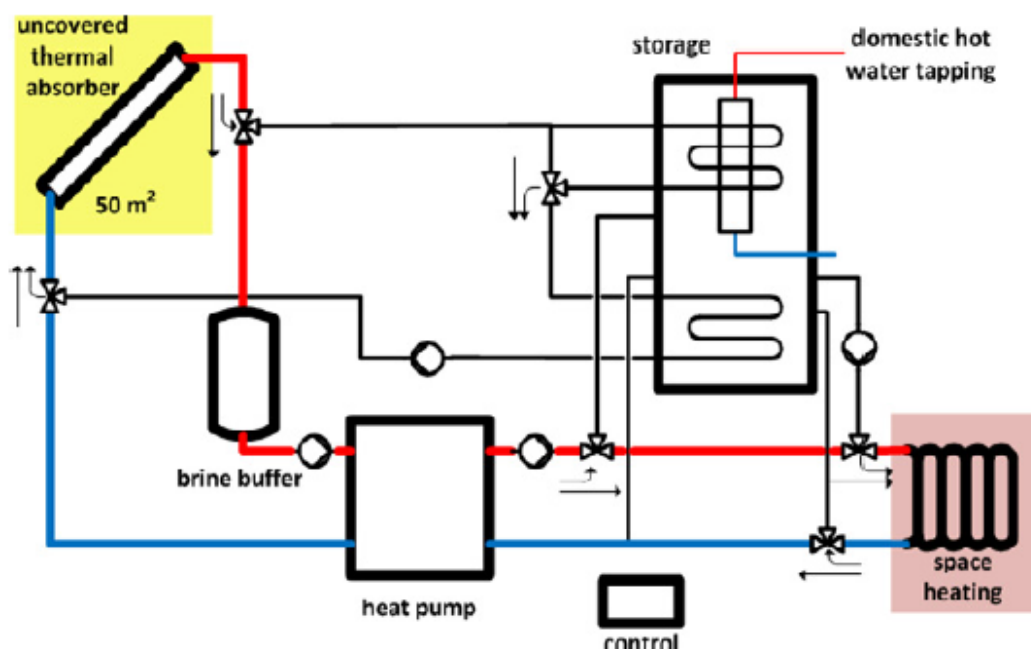 uncovered
thermal
absorber
50 m²
storage
domestic hot
water tapping
brine buffer
heat pump
control
space
heating